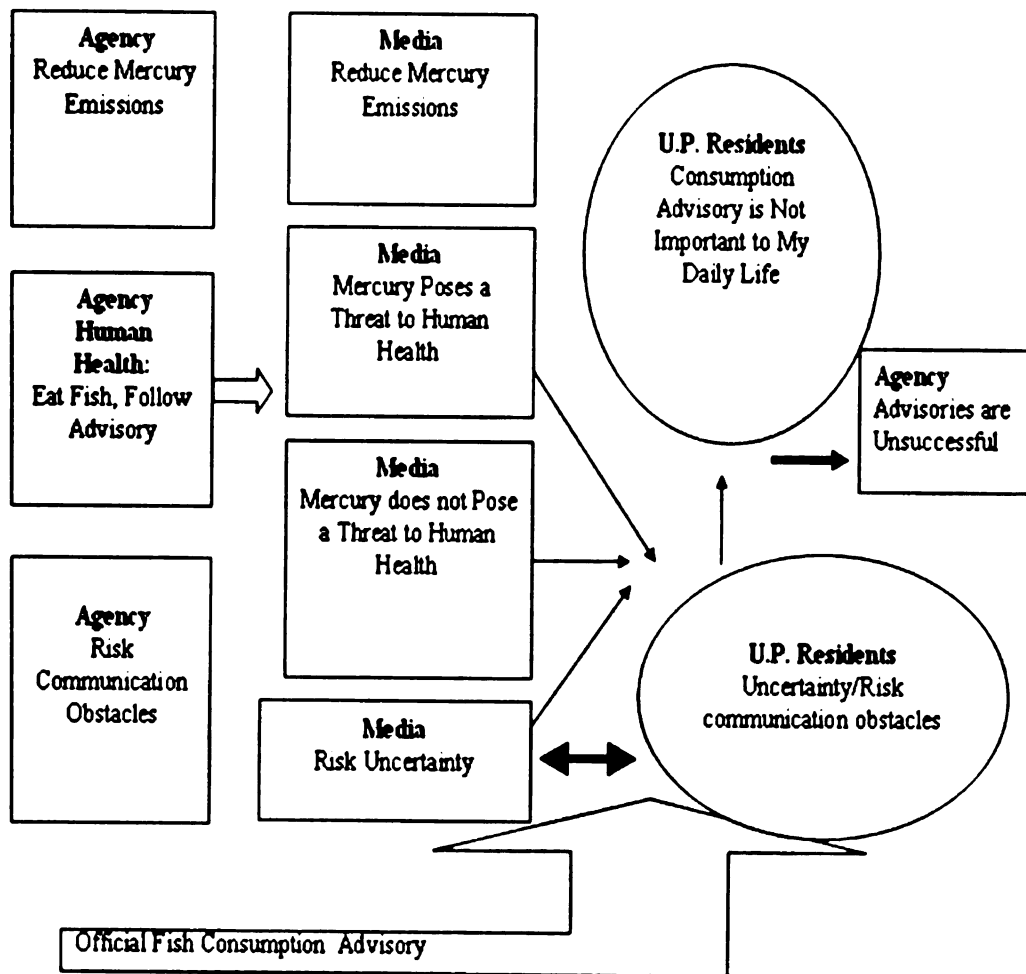 Agency
Reduce Mercury
Emissions
Media
Reduce Mercury
Emissions
U.P. Residents
Consumption
Advisory is Not
Important to My
Daily Life
Agency
Human
Health:
Eat Fish, Follow
Advisory
Media
Mercury Poses a
Threat to Human
Health
Agency
Advisories are
Unsuccessful
Media
Mercury does not Pose
a Threat to Human
Health
Agency
Risk
Communication
Obstacles
U.P. Residents
Uncertainty/Risk
communication obstacles
Media
Risk Uncertainty
Official Fish Consumption Advisory